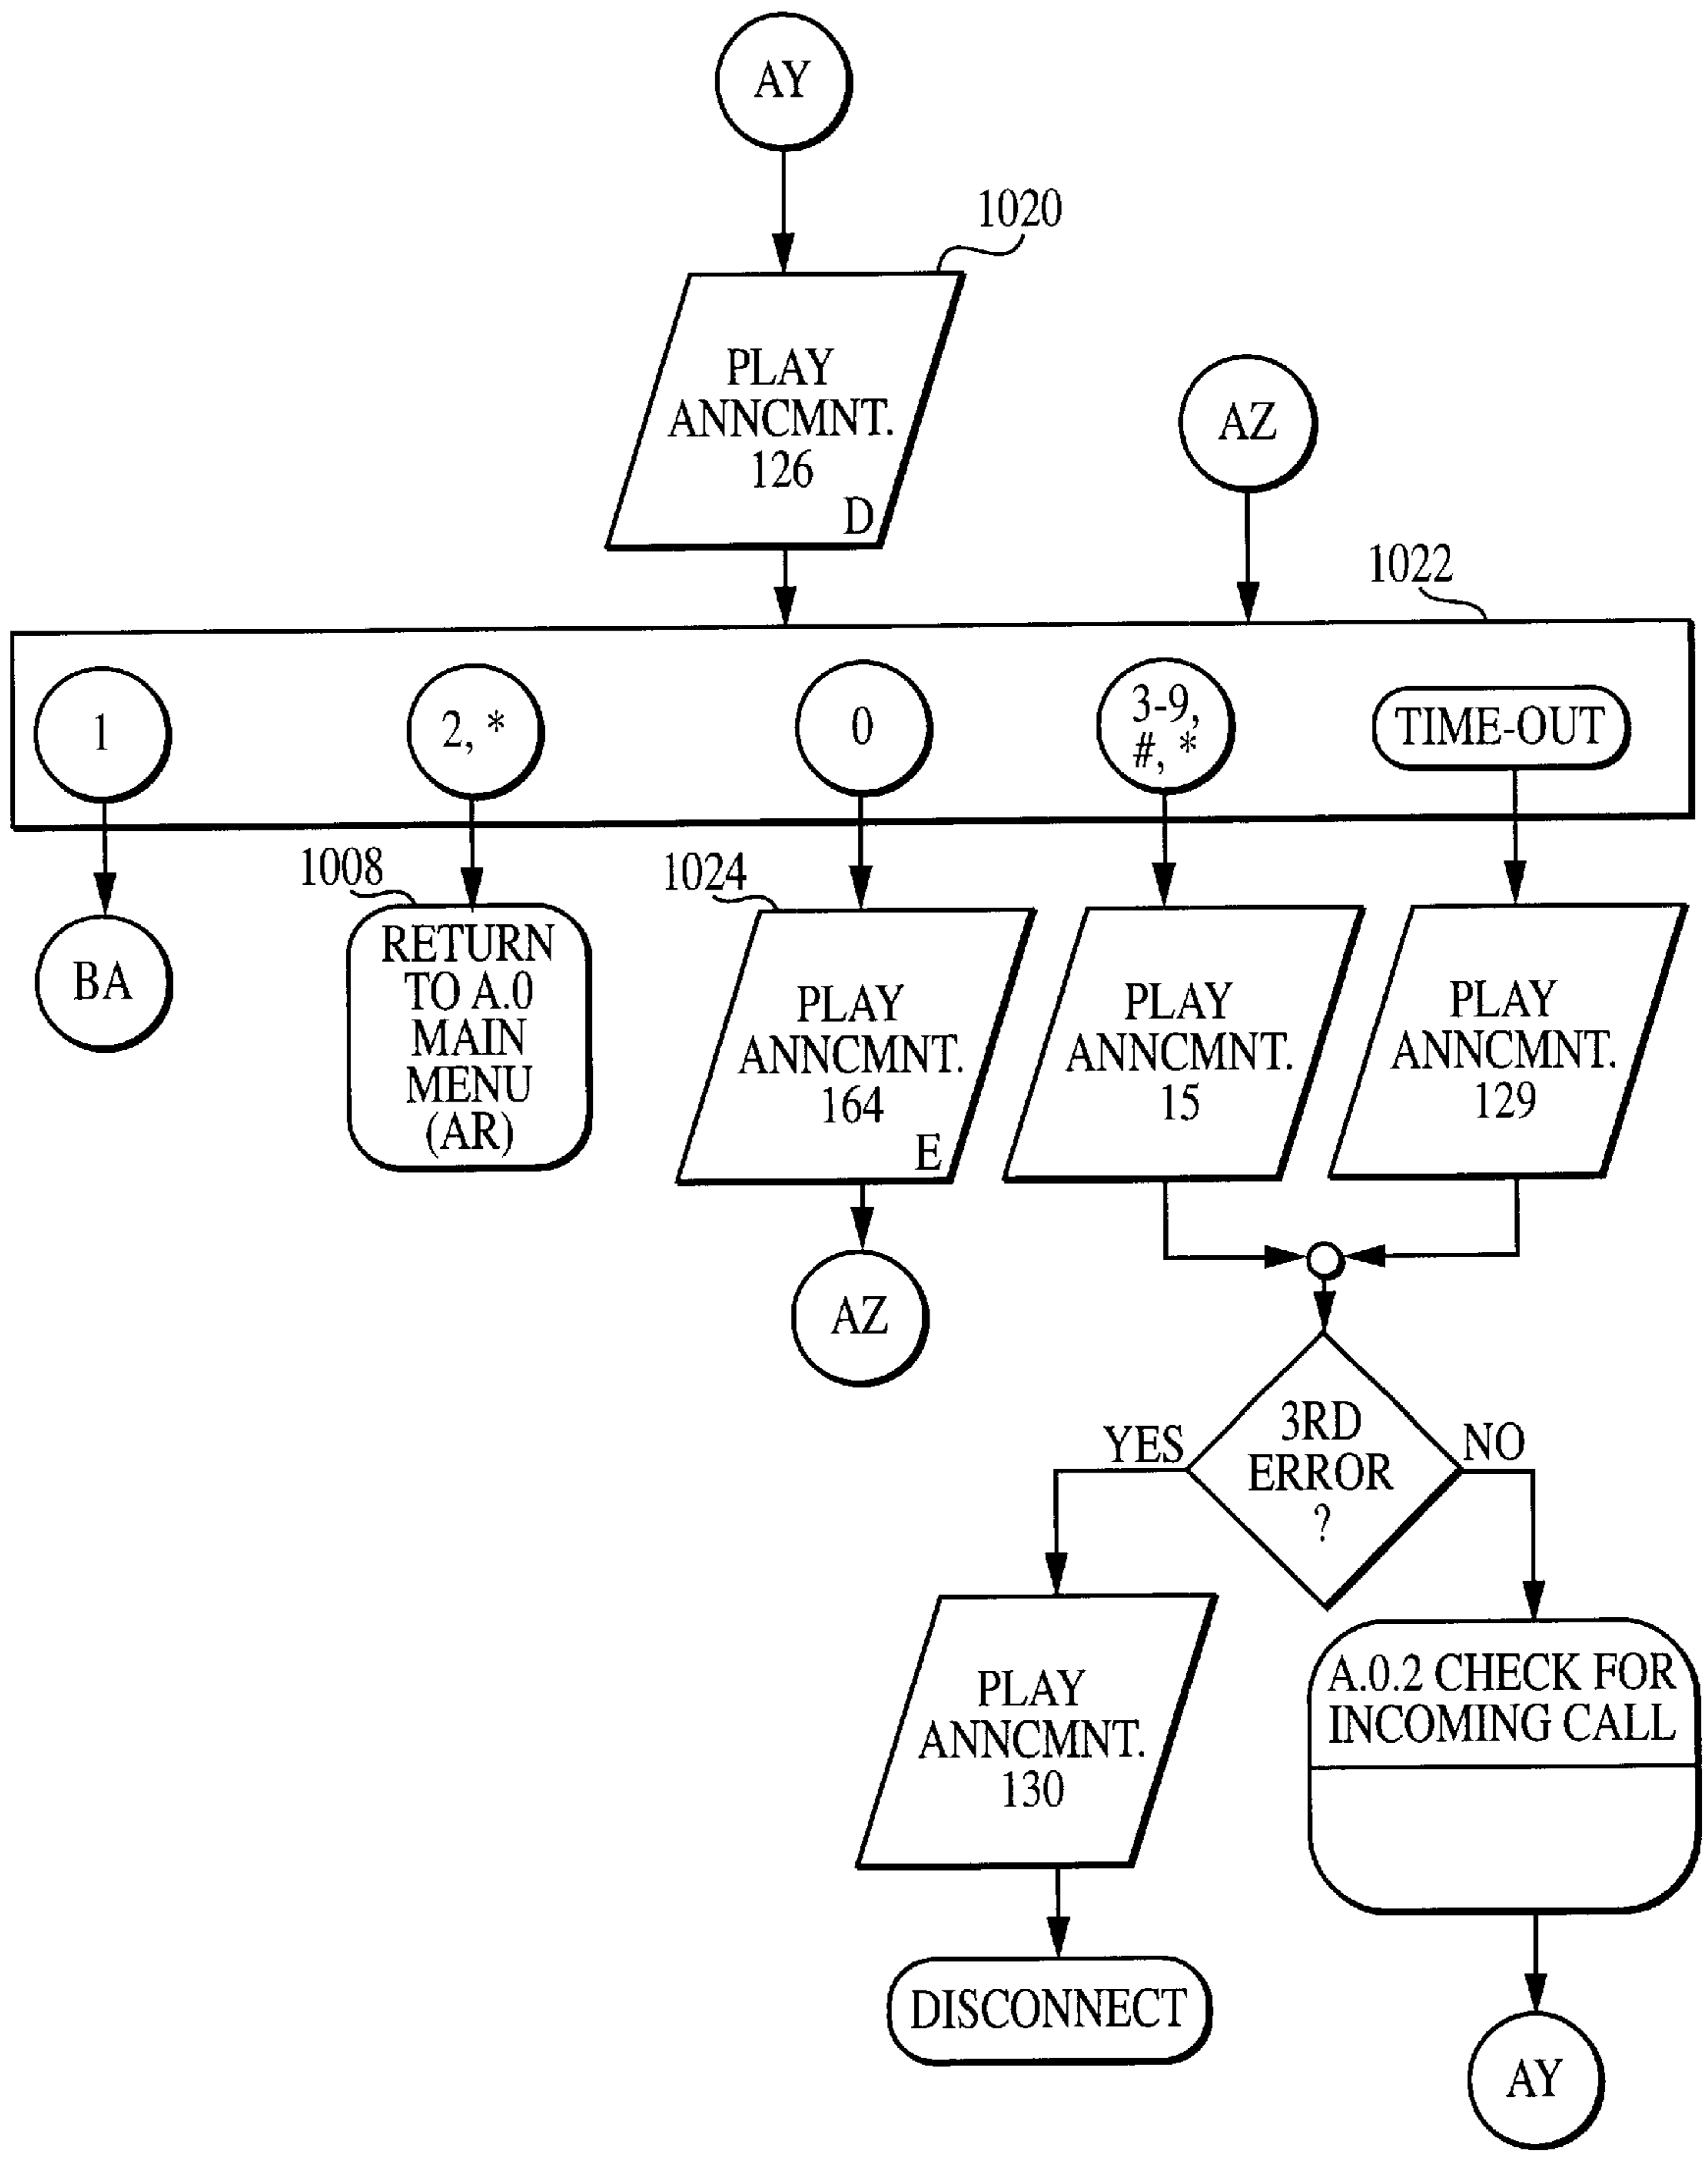 AY
1020
PLAY
ANNCMNT.
126
D
AZ
1022
1
2, *
0
3-9,
#, *
TIME-OUT
BA
1008
RETURN
TO A.0
MAIN
MENU
(AR)
1024
PLAY
ANNCMNT.
164
E
PLAY
ANNCMNT.
15
PLAY
ANNCMNT.
129
AZ
3RD
ERROR
?
YES
NO
PLAY
ANNCMNT.
130
A.0.2 CHECK FOR
INCOMING CALL
DISCONNECT
AY